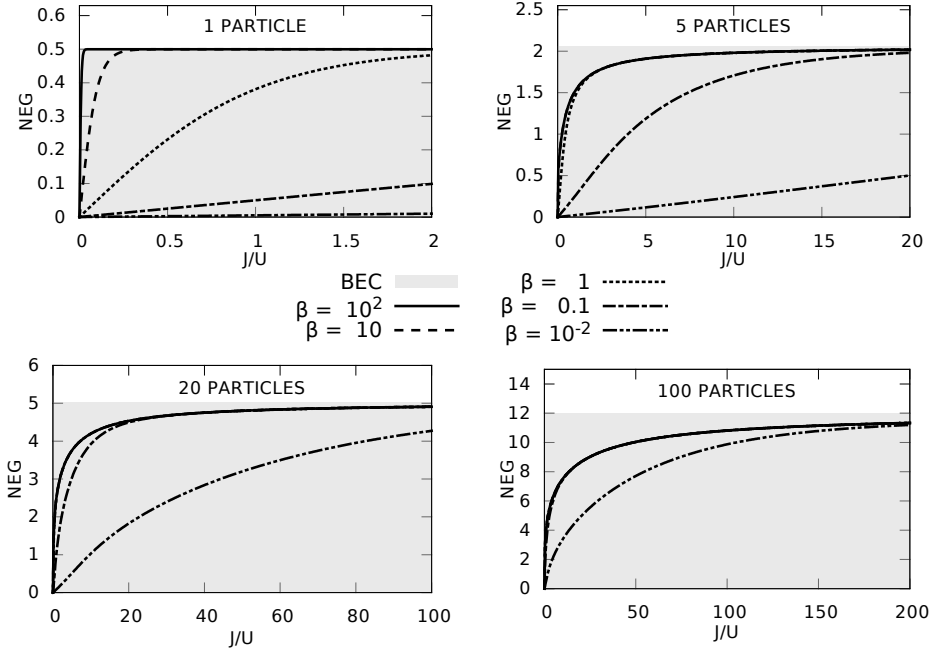 1 PARTICLE
0.6
0.5
0.4
0.3
0.2
0.1
0
NEG
0 0.5 1 1.5 2
J/U
5 PARTICLES
2.5
2
1.5
1
0.5
0
NEG
0 5 10 15 20
J/U
BEC
β = 10²
β = 10
β = 1
β = 0.1
β = 10⁻²
20 PARTICLES
6
5
4
3
2
1
0
NEG
0 20 40 60 80 100
J/U
100 PARTICLES
14
12
10
8
6
4
2
0
NEG
0 50 100 150 200
J/U